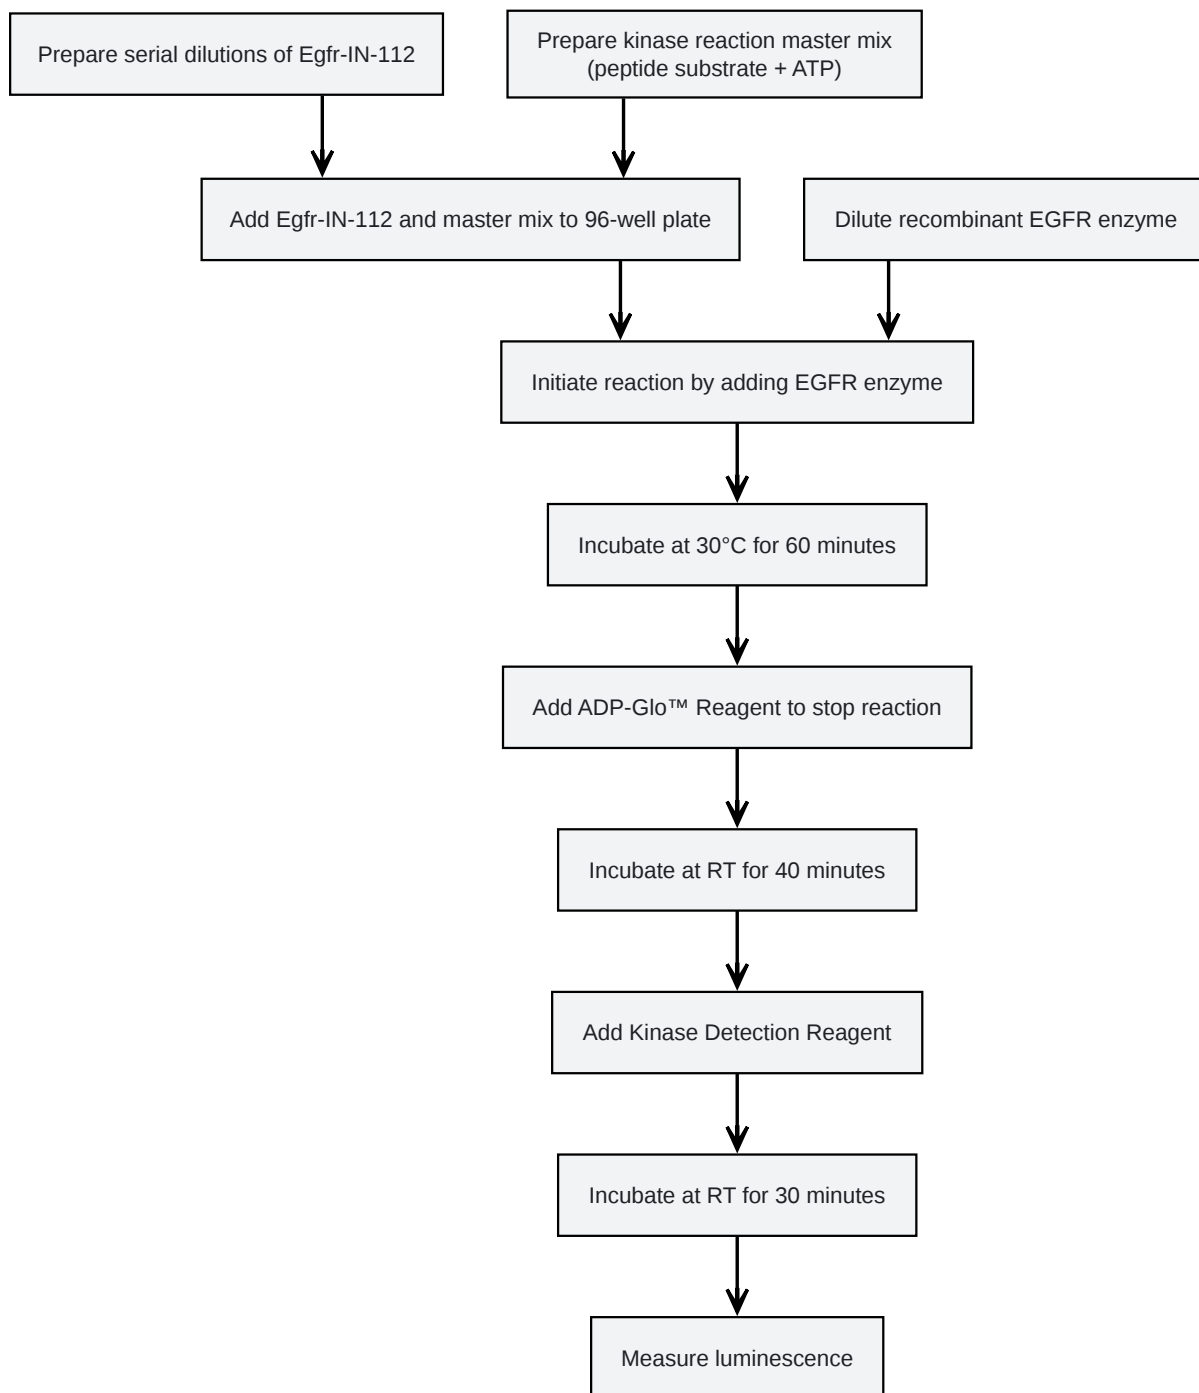 Prepare serial dilutions of Egfr-IN-112
Prepare kinase reaction master mix
(peptide substrate + ATP)
Add Egfr-IN-112 and master mix to 96-well plate
Dilute recombinant EGFR enzyme
Initiate reaction by adding EGFR enzyme
Incubate at 30°C for 60 minutes
Add ADP-Glo™ Reagent to stop reaction
Incubate at RT for 40 minutes
Add Kinase Detection Reagent
Incubate at RT for 30 minutes
Measure luminescence